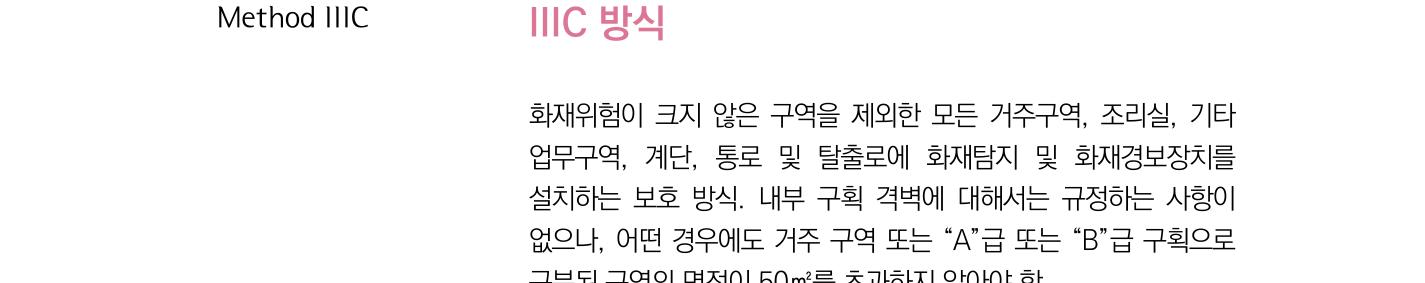 Method IIIC
IIIC 방식
화재위험이 크지 않은 구역을 제외한 모든 거주구역, 조리실, 기타
업무구역, 계단, 통로 및 탈출로에 화재탐지 및 화재경보장치를
설치하는 보호 방식. 내부 구획 격벽에 대해서는 규정하는 사항이
없으나, 어떤 경우에도 거주 구역 또는 “A”급 또는 “B”급 구획으로
구분된 구역의 면적이 50㎡를 초과하지 않아야 함